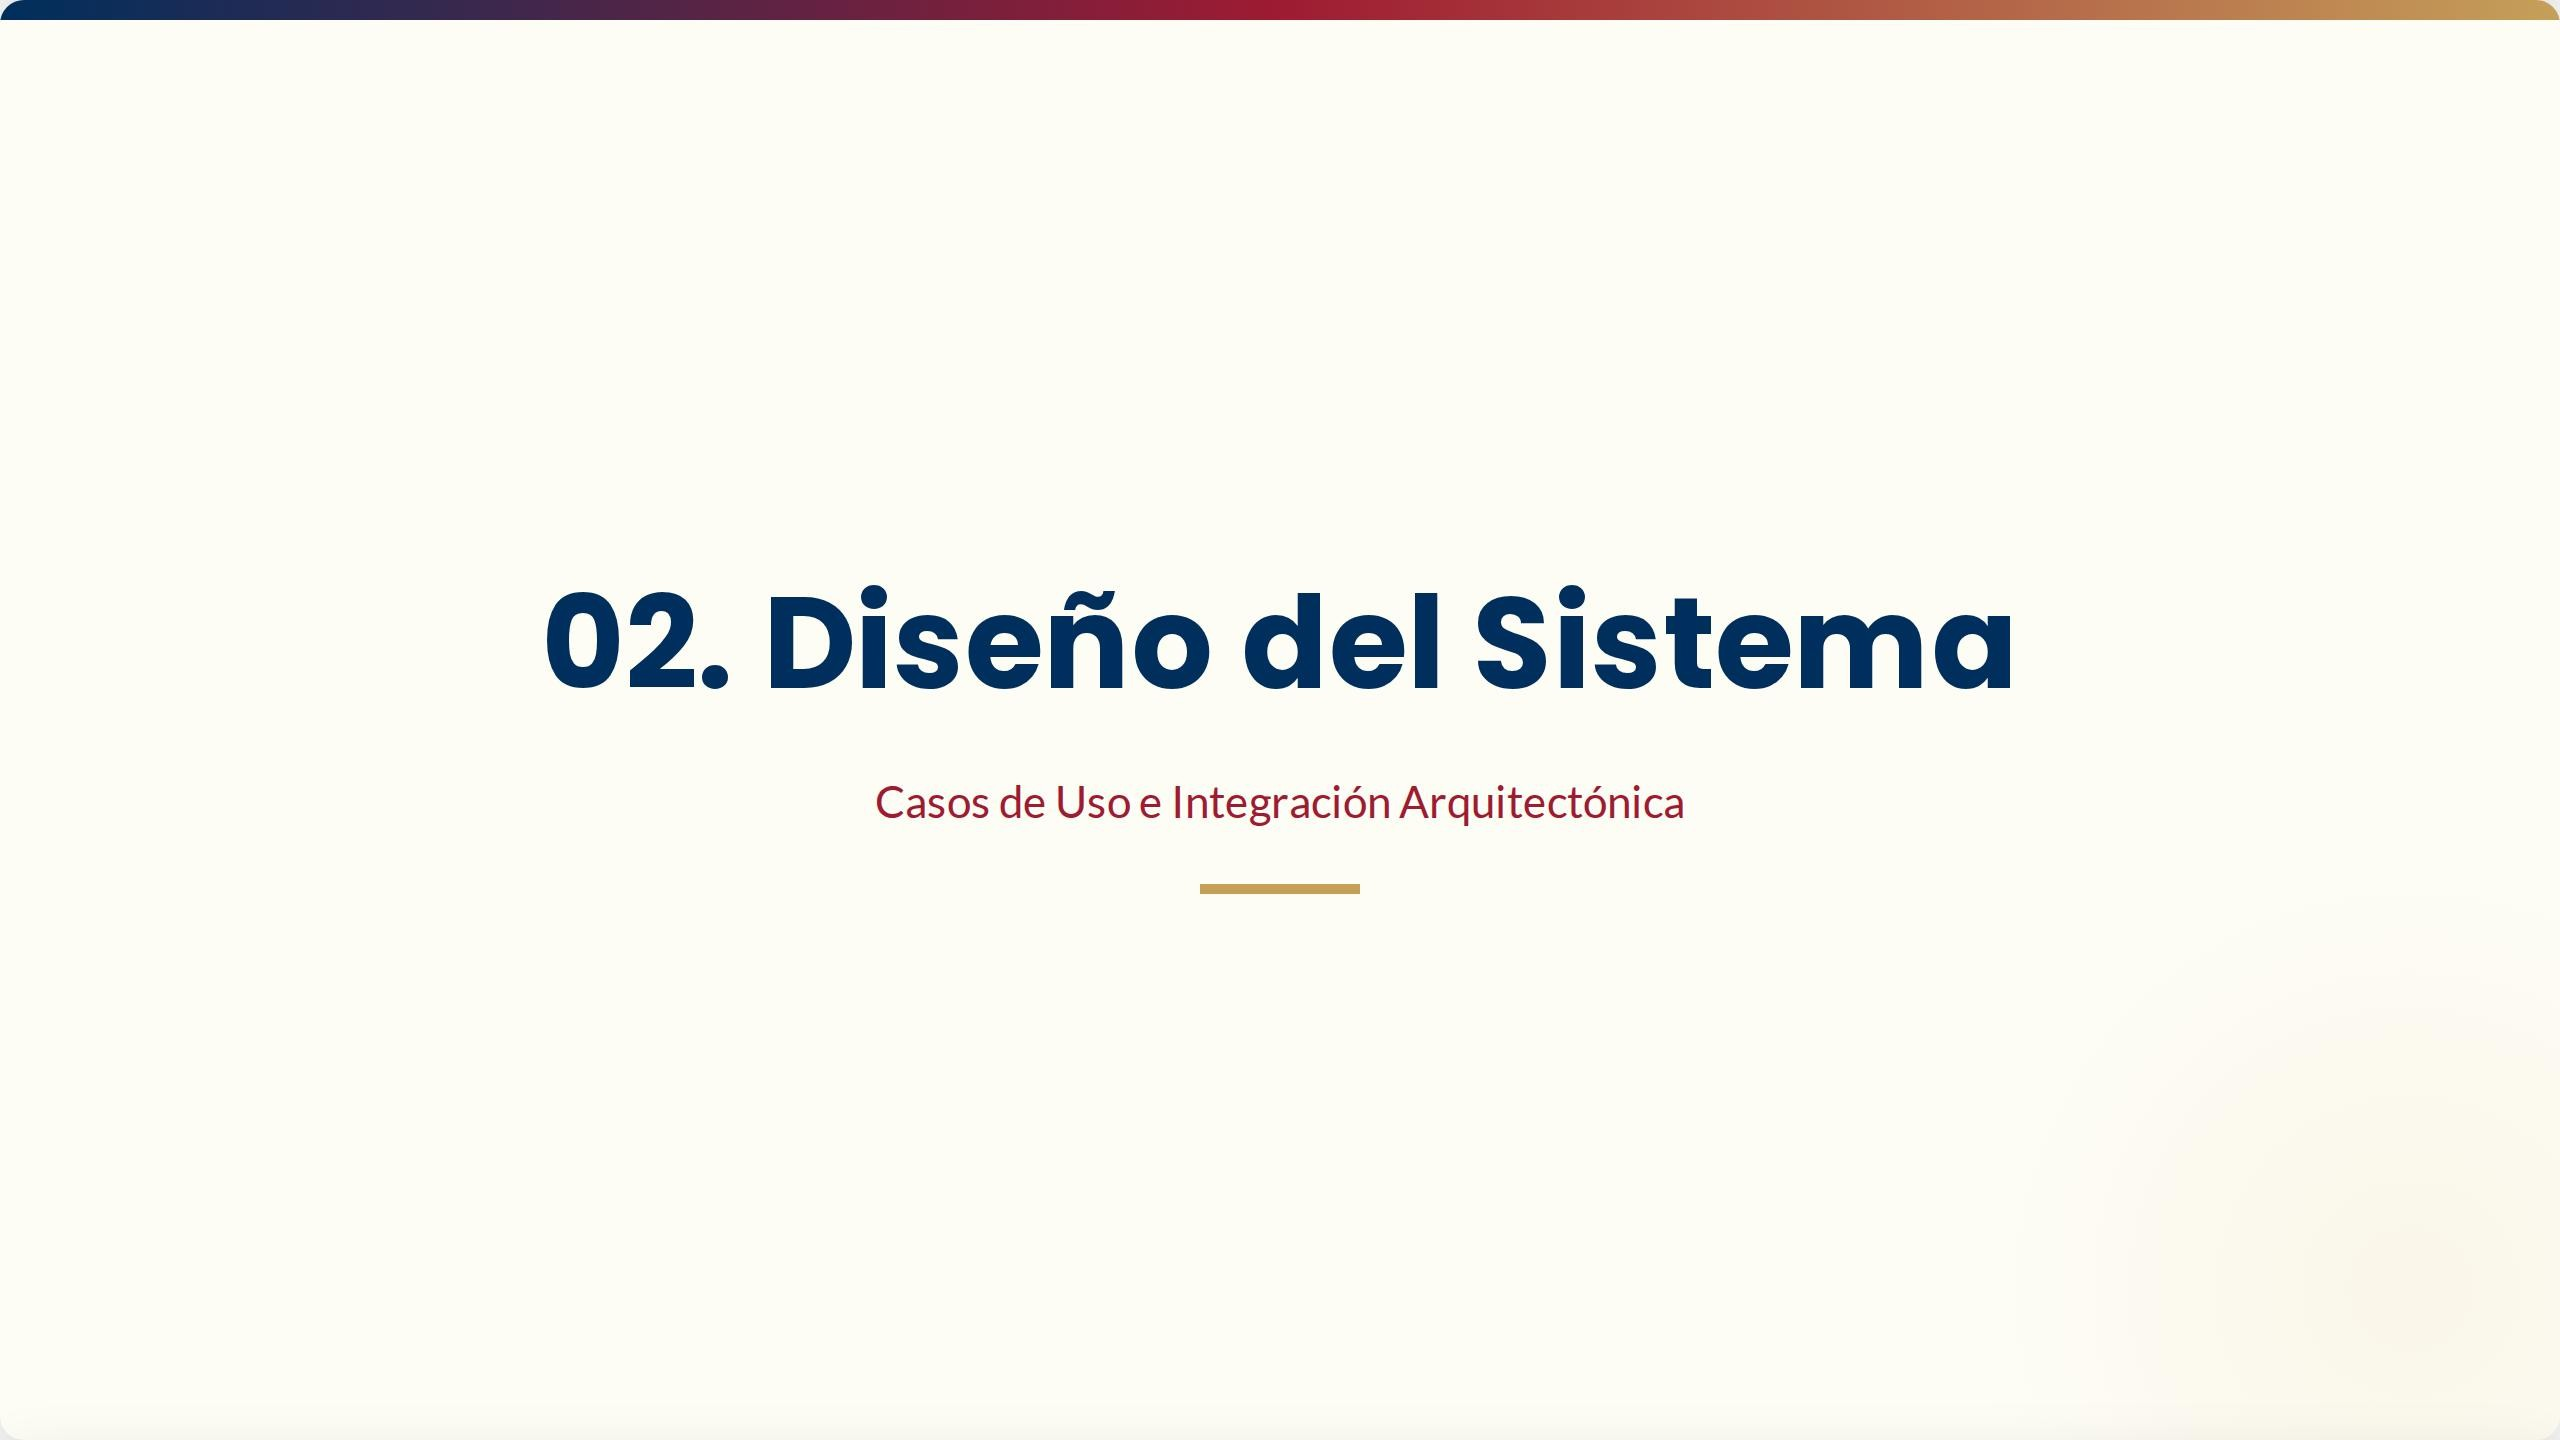 02. Diseño del Sistema
Casos de Uso e Integración Arquitectónica